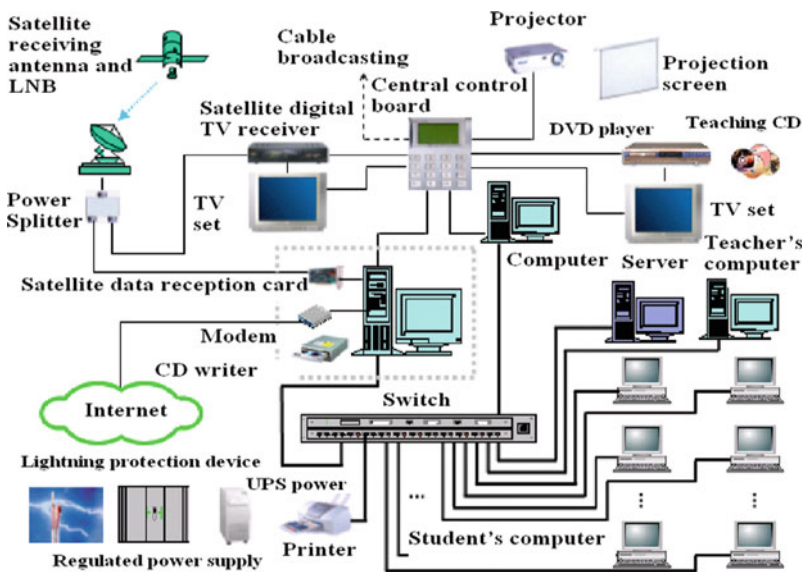 Satellite
receiving
antenna and
LNB
Cable
broadcasting
Projector
Central control
board
Projection
screen
Satellite digital
TV receiver
DVD player
Teaching CD
Power
Splitter
TV
set
TV set
Computer
Server
Teacher's
computer
Satellite data reception card
Modem
CD writer
Switch
Internet
Lightning protection device
UPS power
...
Regulated power supply
Printer
Student's computer